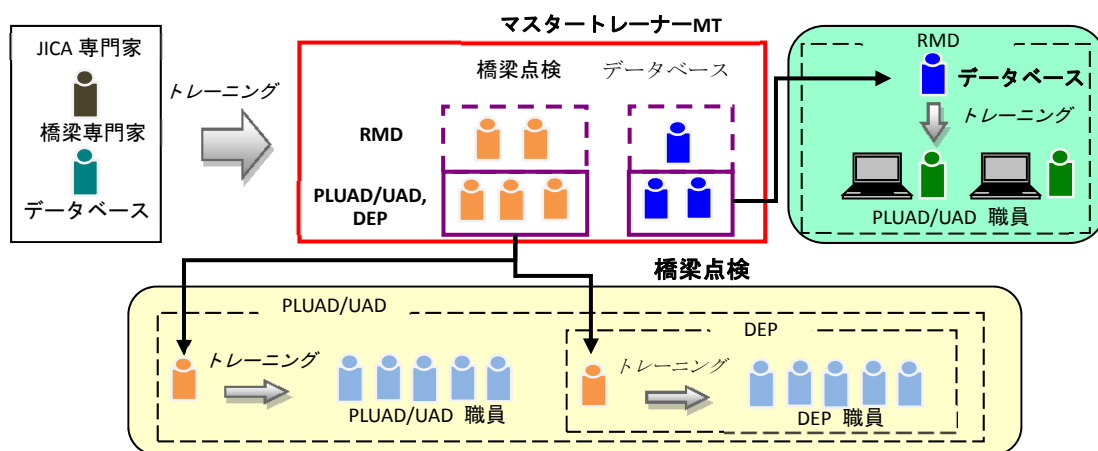 JICA 専門家
橋梁専門家
データベース
トレーニング
マスタートレーナーMT
橋梁点検
データベース
RMD
PLUAD/UAD,
DEP
RMD
データベース
トレーニング
PLUAD/UAD 職員
橋梁点検
PLUAD/UAD
トレーニング
PLUAD/UAD 職員
DEP
トレーニング
DEP 職員